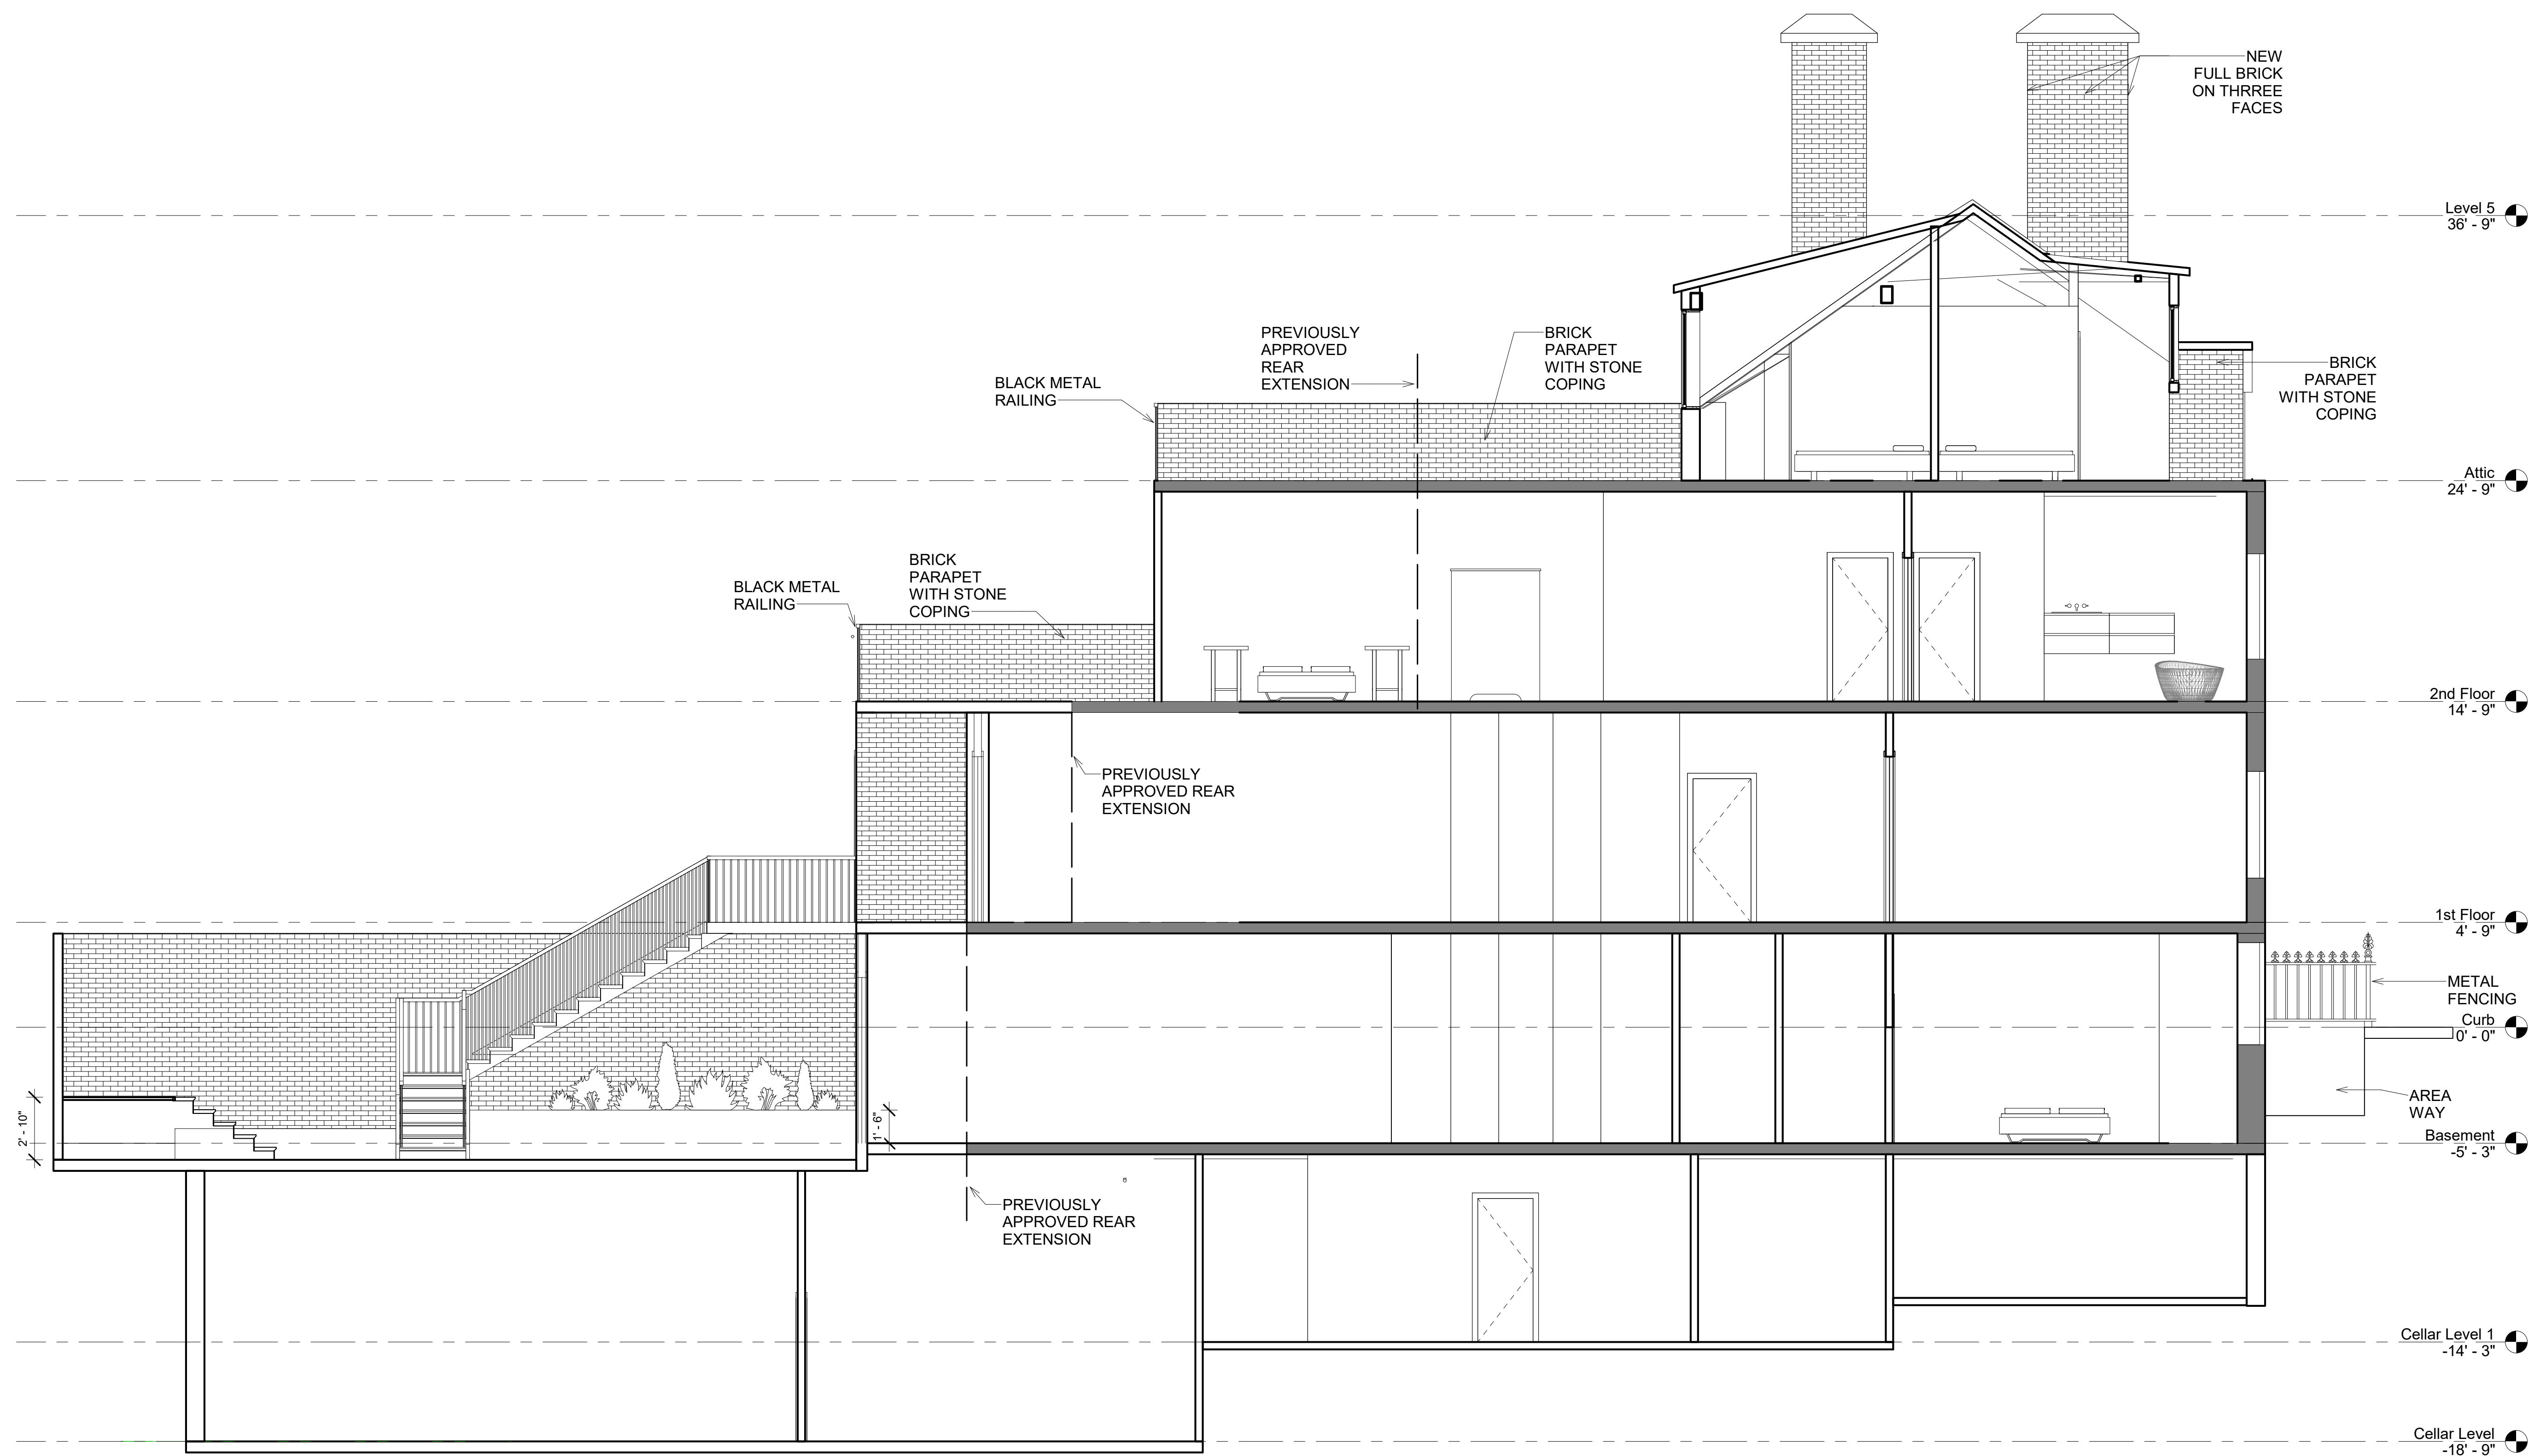 NEW
FULL BRICK
ON THRREE
FACES
Level 5
36' - 9"
PREVIOUSLY
APPROVED
REAR
EXTENSION
BRICK
PARAPET
WITH STONE
COPING
BRICK
PARAPET
WITH STONE
COPING
BLACK METAL
RAILING
Attic
24' - 9"
BRICK
PARAPET
WITH STONE
COPING
BLACK METAL
RAILING
2nd Floor
14' - 9"
PREVIOUSLY
APPROVED REAR
EXTENSION
1st Floor
4' - 9"
METAL
FENCING
Curb
0' - 0"
AREA
WAY
2' - 10"
1' - 6"
Basement
-5' - 3"
PREVIOUSLY
APPROVED REAR
EXTENSION
Cellar Level 1
-14' - 3"
Cellar Level
-18' - 9"